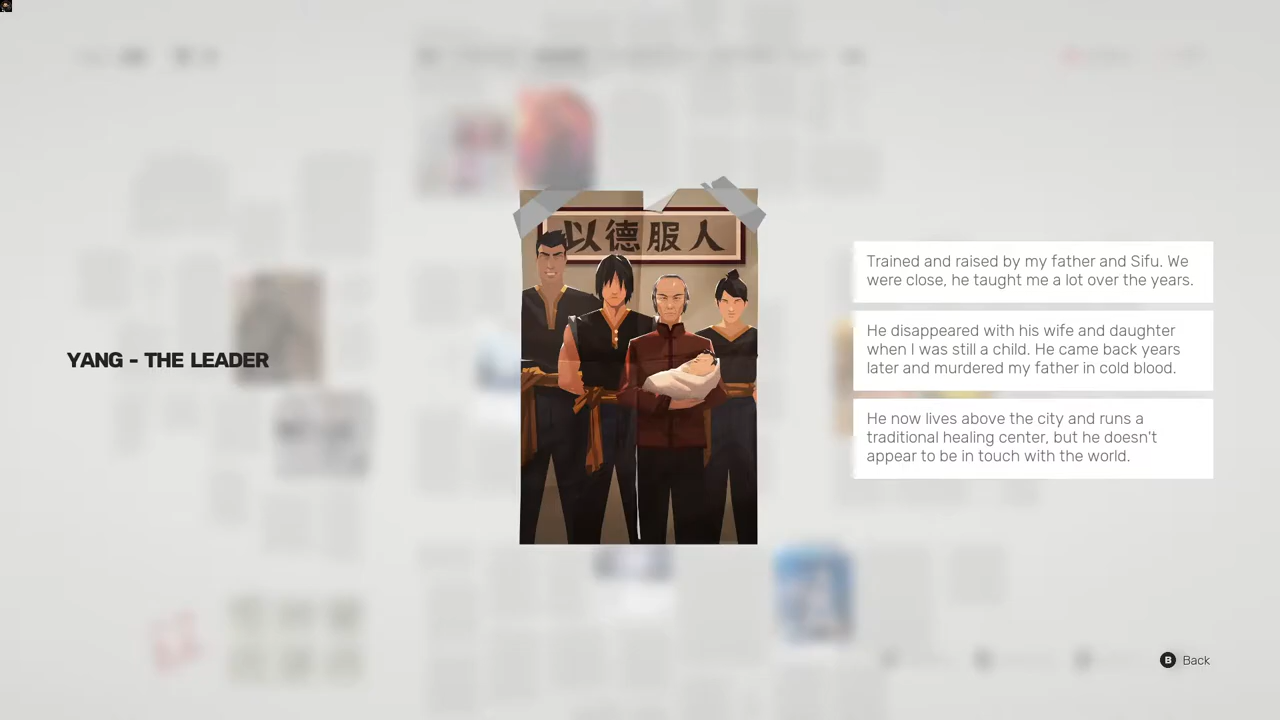 以德服人
YANG - THE LEADER
Trained and raised by my father and Sifu. We
were close, he taught me a lot over the years.
He disappeared with his wife and daughter
when I was still a child. He came back years
later and murdered my father in cold blood.
He now lives above the city and runs a
traditional healing center, but he doesn't
appear to be in touch with the world.
B Back